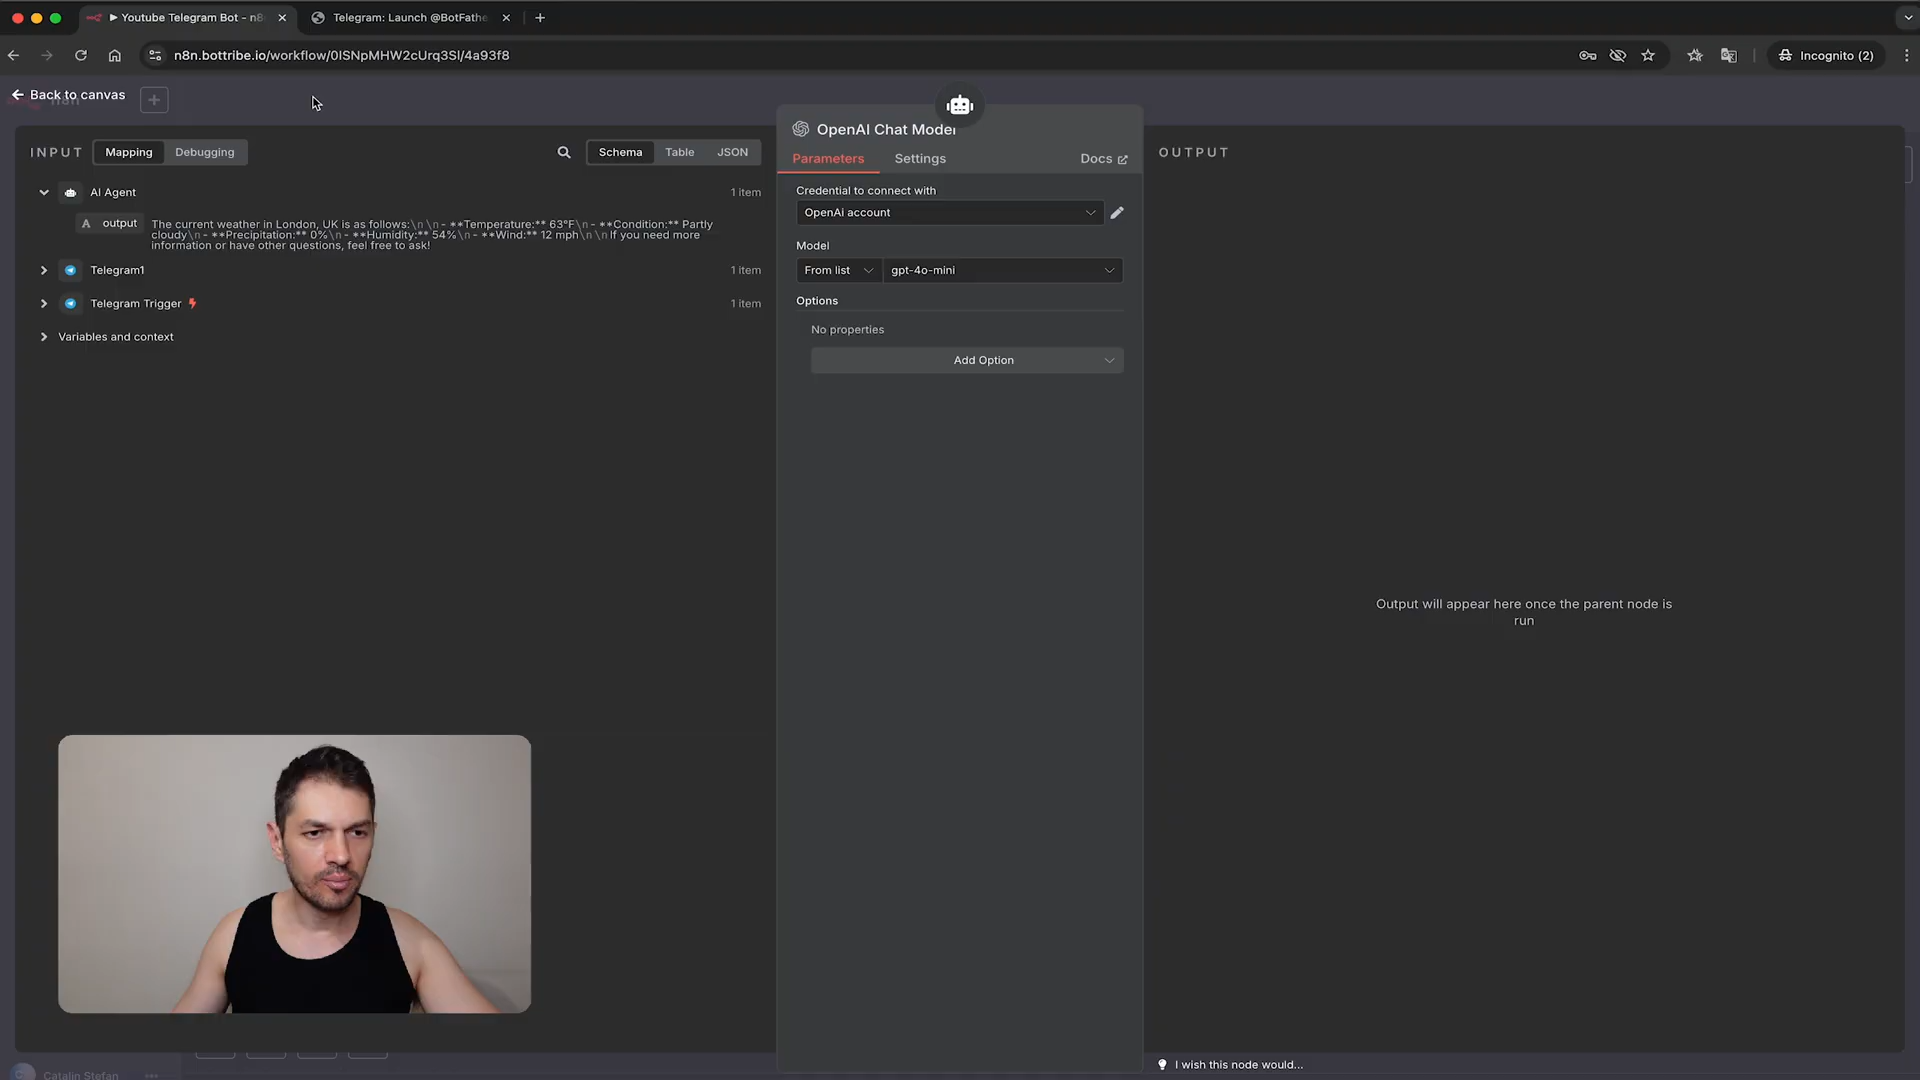 Youtube Telegram Bot - n8
Telegram: Launch @BotFathe
n8n.bottribe.io/workflow/0ISNpMHW2cUrq3Sl/4a93f8
Incognito (2)
Back to canvas
INPUT
Mapping
Debugging
Schema
Table
JSON
AI Agent
1 item
A output
The current weather in London, UK is as follows:\n\n- **Temperature:** 63°F\n- **Condition:** Partly
cloudy\n- **Precipitation:** 0%\n- **Humidity:** 54%\n- **Wind:** 12 mph\n\nIf you need more
information or have other questions, feel free to ask!
Telegram1
1 item
Telegram Trigger
1 item
Variables and context
OpenAI Chat Model
Parameters
Settings
Docs
Credential to connect with
OpenAi account
Model
From list
gpt-4o-mini
Options
No properties
Add Option
OUTPUT
Output will appear here once the parent node is
run
I wish this node would...
Catalin Stefan